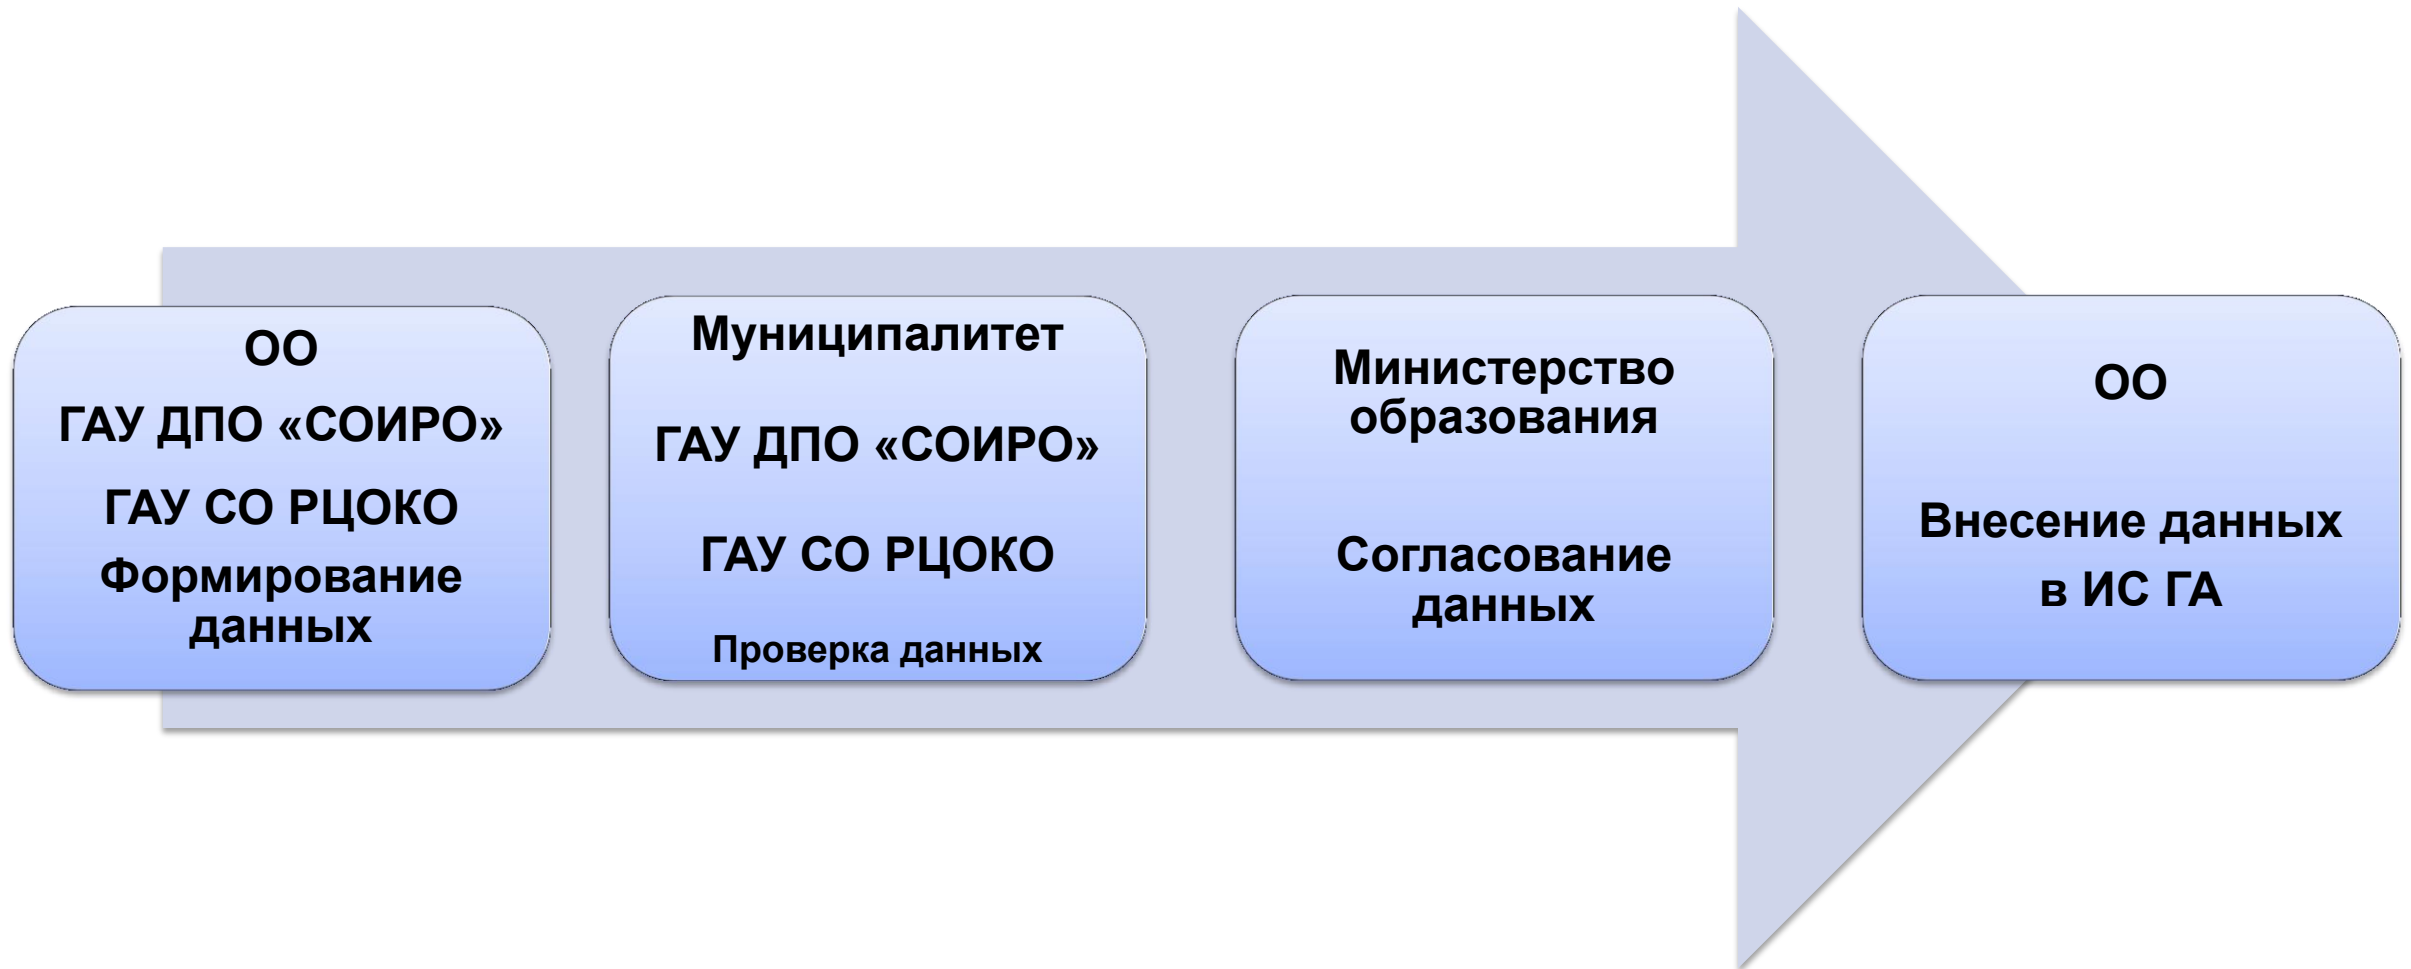 ОО
ГАУ ДПО «СОИРО»
ГАУ СО РЦОКО
Формирование
данных
Муниципалитет
ГАУ ДПО «СОИРО»
ГАУ СО РЦОКО
Проверка данных
Министерство
образования
Согласование
данных
ОО
Внесение данных
в ИС ГА